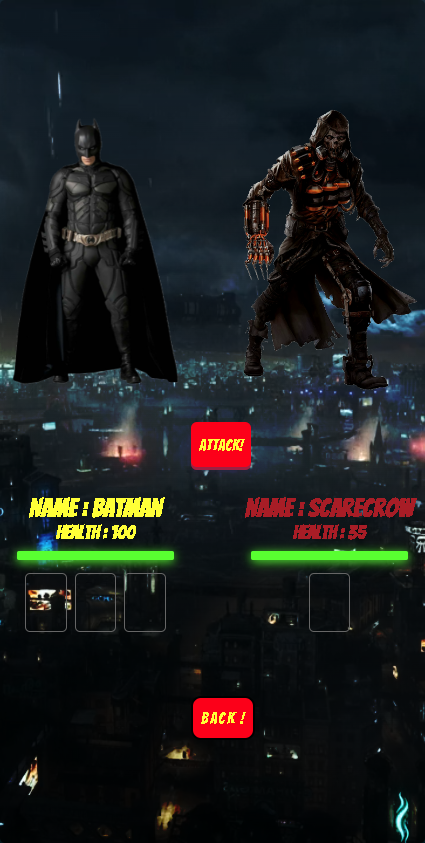 ATTACK!
NAME : BATMAN
HEALTH : 100
NAME : SCARECROW
HEALTH : 35
BACK !